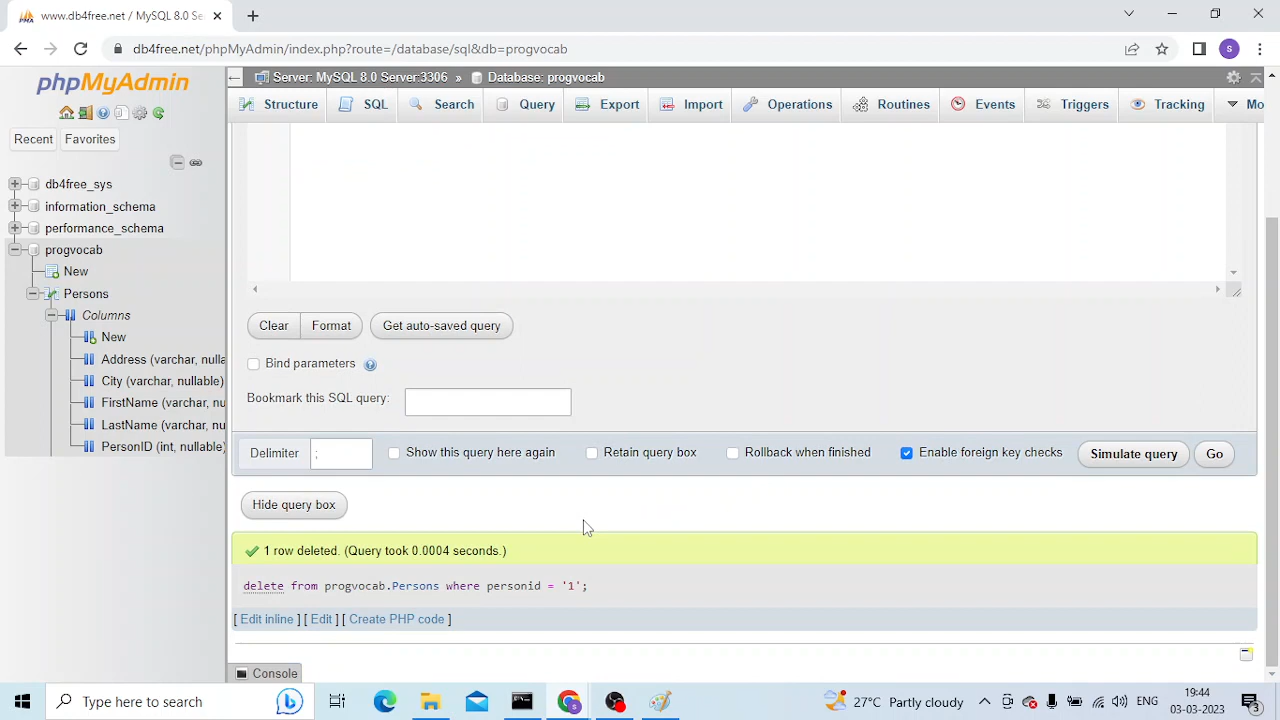 www.db4free.net / MySQL 8.0 Se
db4free.net/phpMyAdmin/index.php?route=/database/sql&db=progvocab
S
phpMyAdmin
Server: MySQL 8.0 Server:3306 » Database: progvocab
Structure SQL Search Query Export Import Operations Routines Events Triggers Tracking Mo
Recent Favorites
db4free_sys
information_schema
performance_schema
progvocab
New
Persons
Columns
New
Address (varchar, nulla
City (varchar, nullable)
FirstName (varchar, nu
LastName (varchar, nu
PersonID (int, nullable)
Clear Format Get auto-saved query
Bind parameters
Bookmark this SQL query:
Delimiter ; Show this query here again Retain query box Rollback when finished Enable foreign key checks Simulate query Go
Hide query box
1 row deleted. (Query took 0.0004 seconds.)
delete from progvocab.Persons where personid = '1';
[ Edit inline ] [ Edit ] [ Create PHP code ]
Console
Type here to search
27°C Partly cloudy
19:44
03-03-2023
3